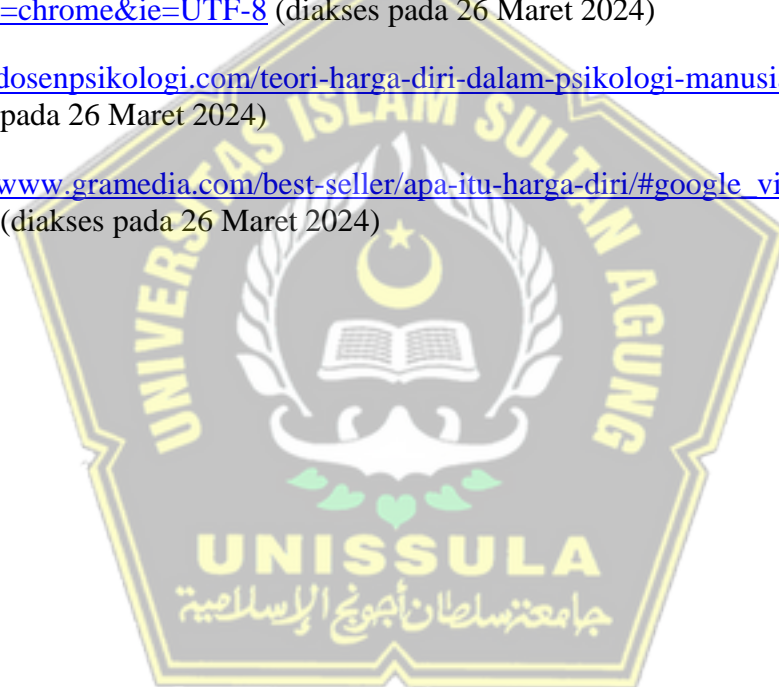 =chrome&ie=UTF-8 (diakses pada 26 Maret 2024)
dosenpsikologi.com/teori-harga-diri-dalam-psikologi-manusia
pada 26 Maret 2024)
www.gramedia.com/best-seller/apa-itu-harga-diri/#google_vi
(diakses pada 26 Maret 2024)
UNIVERSITAS ISLAM SULTAN AGUNG
UNISSULA
جامعة سلطان أجونج الإسلامية